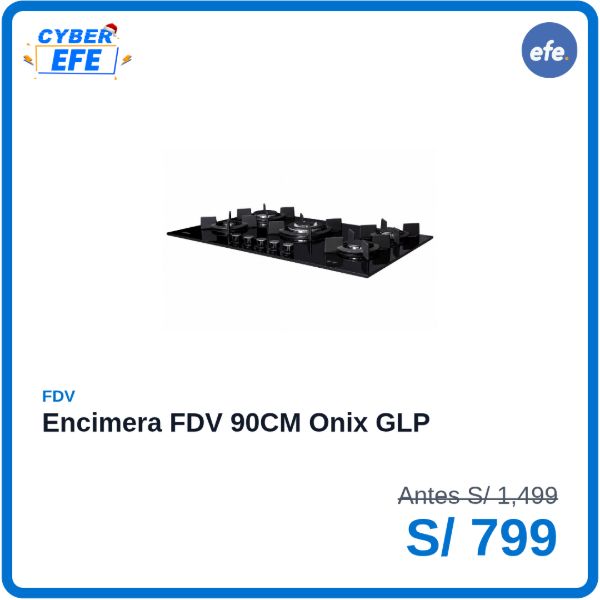 CYBER
EFE
efe.
FDV
Encimera FDV 90CM Onix GLP
Antes S/ 1,499
S/ 799